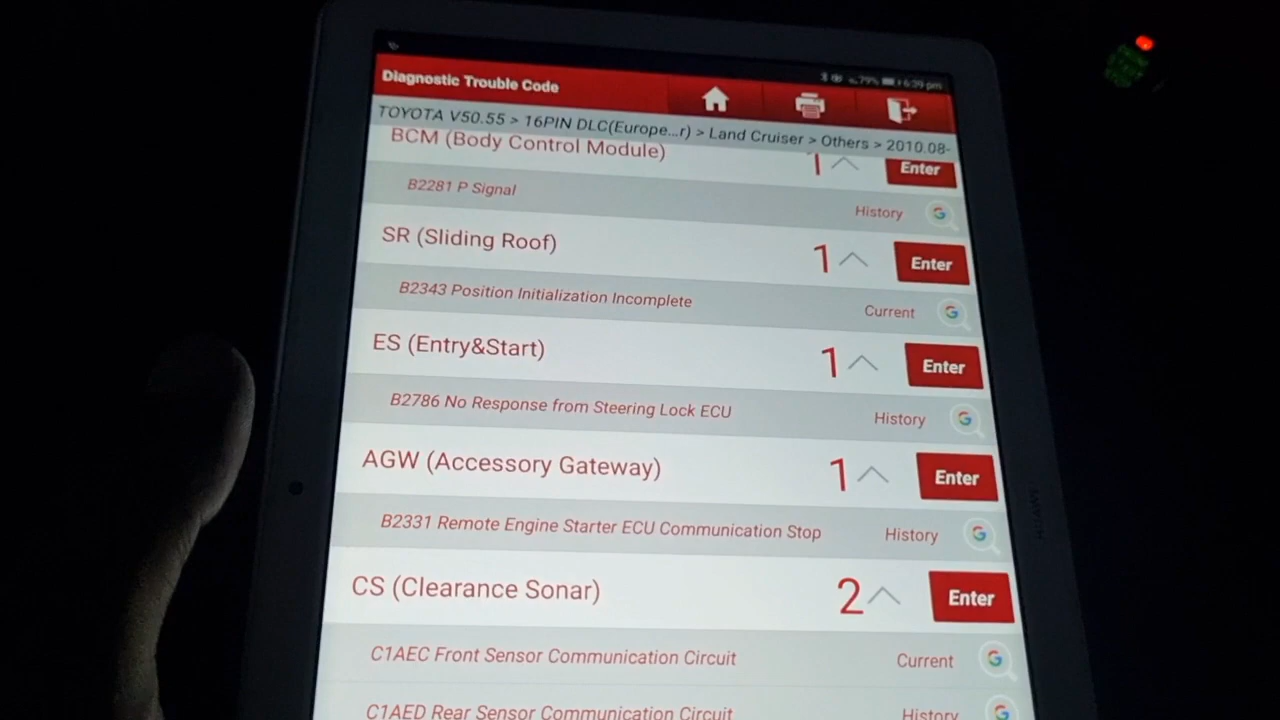 79% 6:39 pm
Diagnostic Trouble Code
TOYOTA V50.55 > 16PIN DLC(Europe...r) > Land Cruiser > Others > 2010.08-
BCM (Body Control Module) 1 Enter
B2281 P Signal History
SR (Sliding Roof) 1 Enter
B2343 Position Initialization Incomplete Current
ES (Entry&Start) 1 Enter
B2786 No Response from Steering Lock ECU History
AGW (Accessory Gateway) 1 Enter
B2331 Remote Engine Starter ECU Communication Stop History
CS (Clearance Sonar) 2 Enter
C1AEC Front Sensor Communication Circuit Current
C1AED Rear Sensor Communication Circuit History